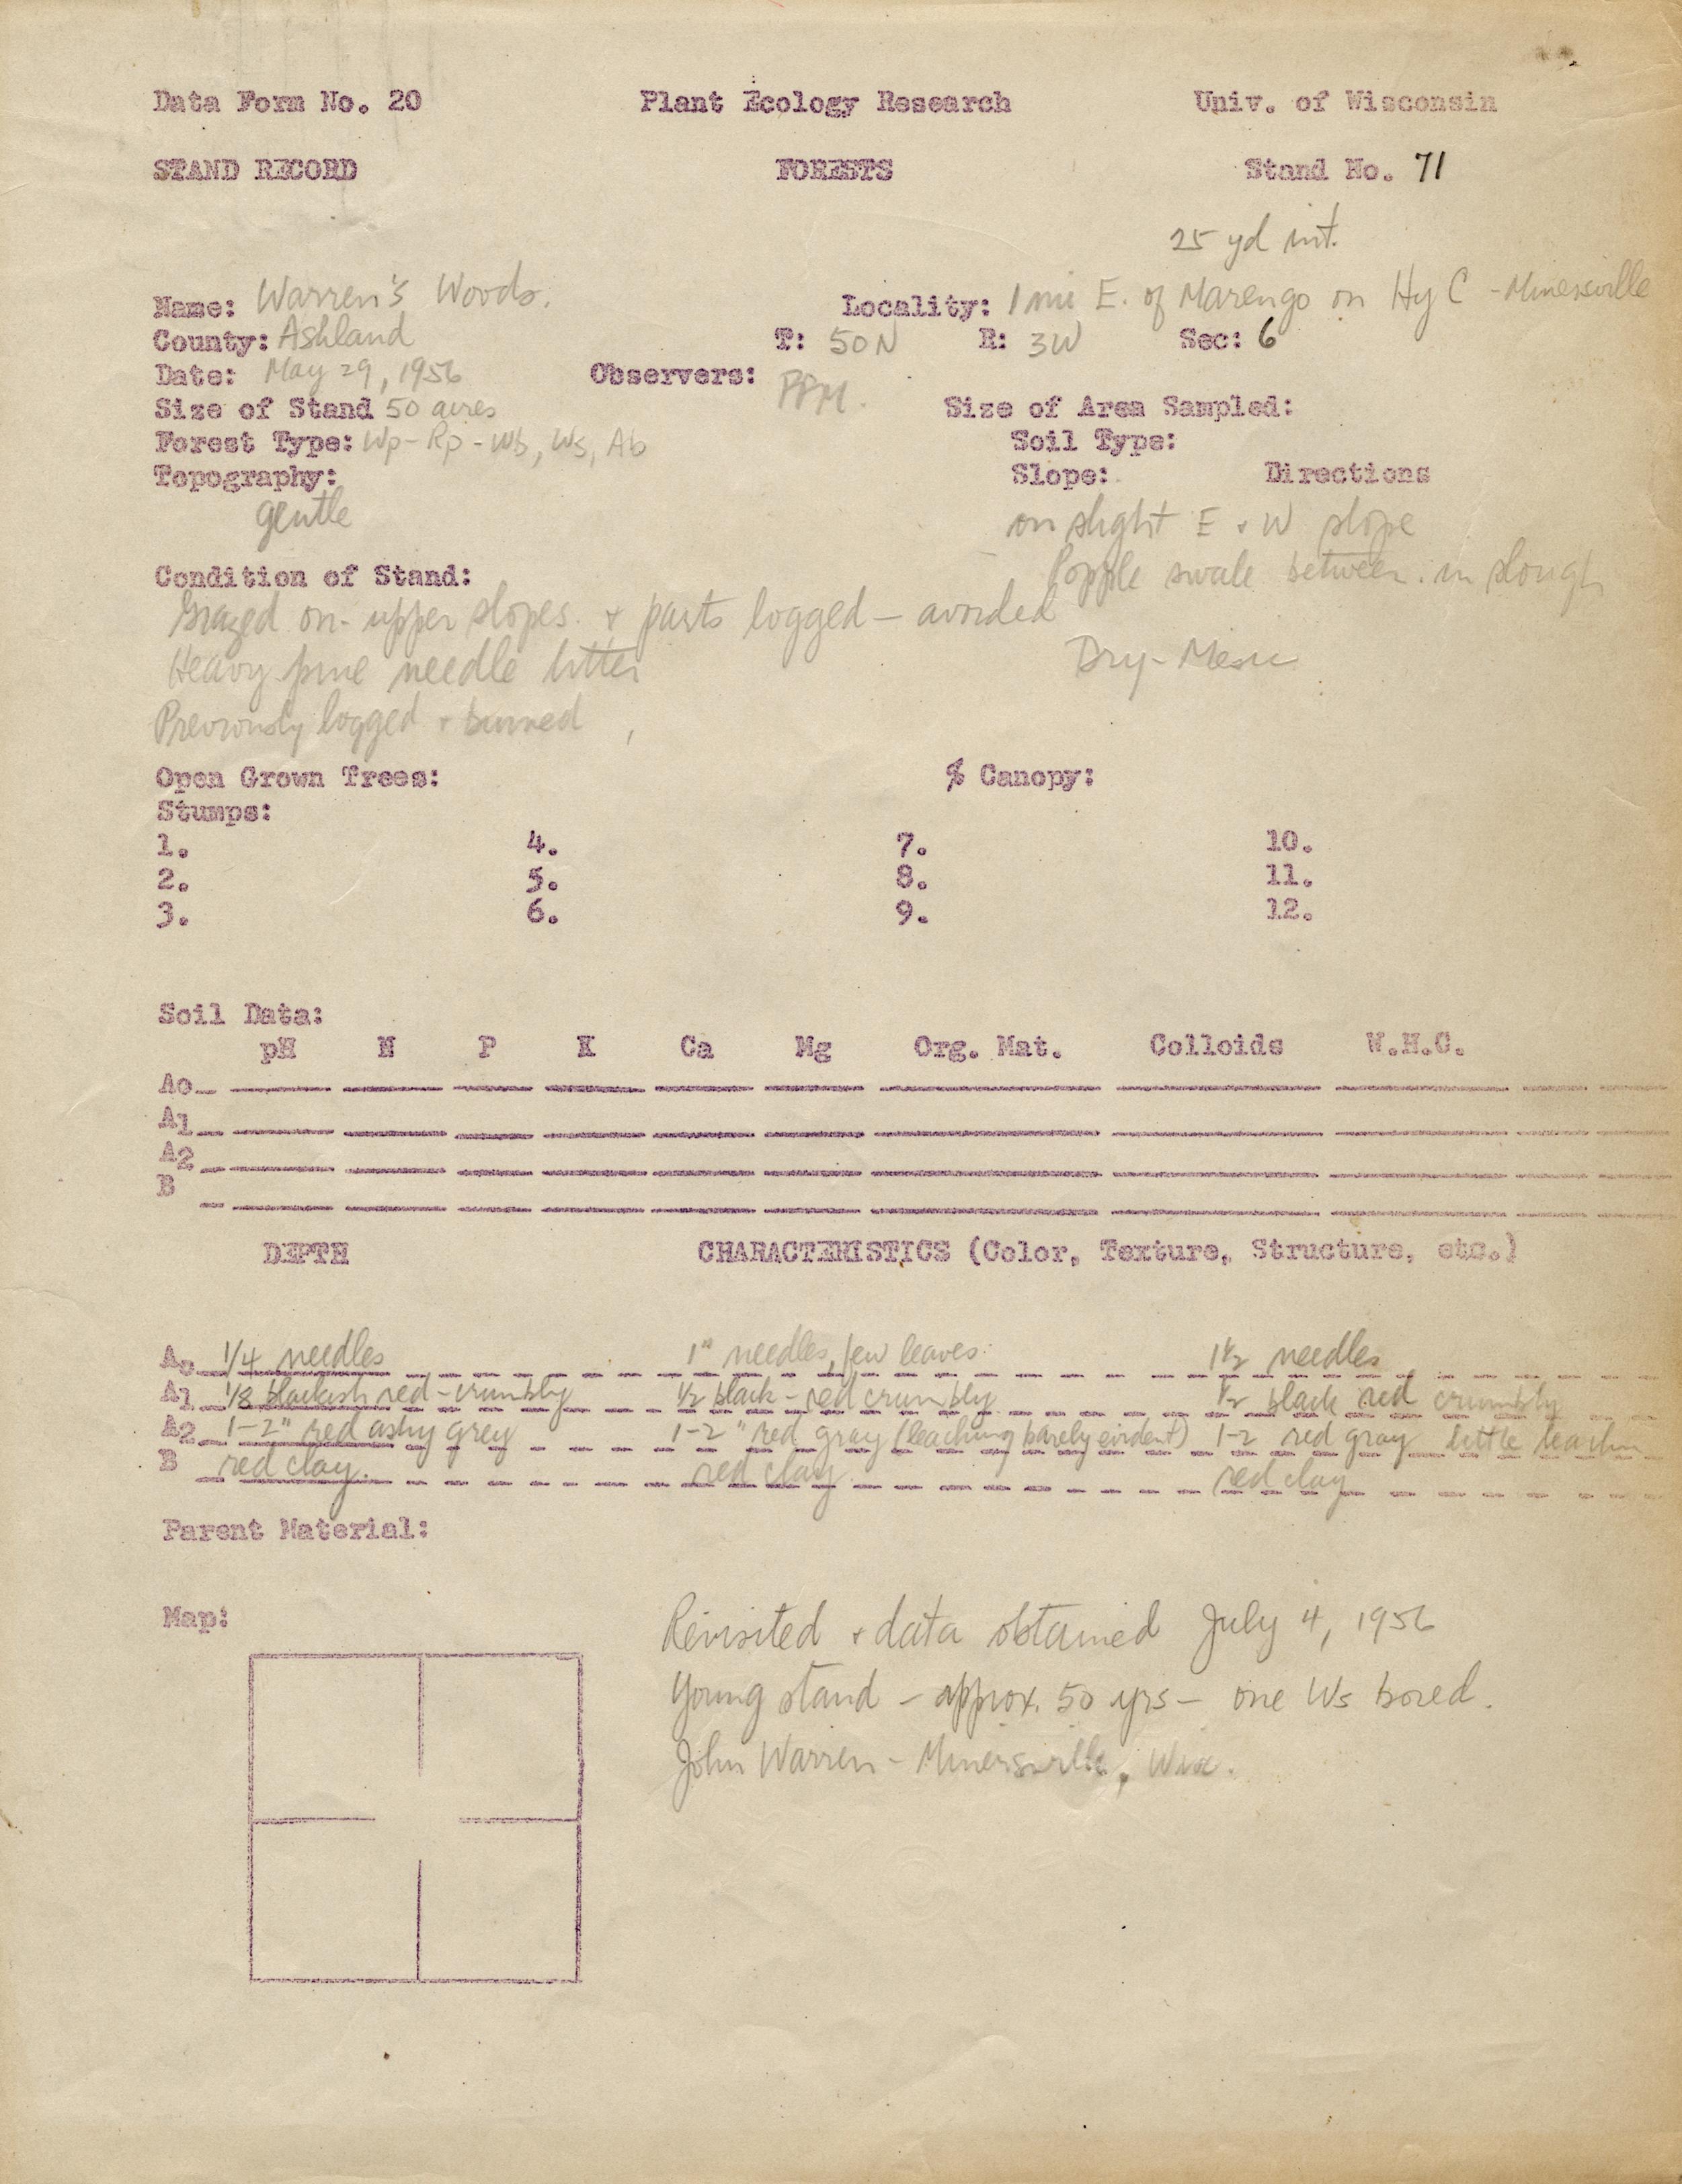 Data Form No. 20 Plant Ecology Research Univ. of Wisconsin
STAND RECORD FORESTS Stand No. 71
25 yd int.
Name: Warren's Woods. Locality: 1 mi E. of Marengo on Hy C - Minersville
County: Ashland T: 50N R: 3W Sec: 6
Date: May 29, 1956 Observers:
Size of Stand 50 acres Size of Area Sampled:
Forest Type: Wp - Rp - Wb, Ws, Ab Soil Type:
Topography: Slope: Directions
gentle on slight E + W slope
Condition of Stand: Popple swale between in slough
Grazed on upper slopes. + parts logged - avoided
Heavy pine needle litter Dry-Mesic
Previously logged + burned
Open Grown Trees: % Canopy:
Stumps:
1. 4. 7. 10.
2. 5. 8. 11.
3. 6. 9. 12.
Soil Data:
pH N P K Ca Mg Org. Mat. Colloids W.H.C.
Ao
A1
A2
B
DEPTH CHARACTERISTICS (Color, Texture, Structure, etc.)
Ao 1/4 needles 1" needles, few leaves 1 1/2 needles
A1 1/8 blackish red - crumbly 1/2 black - red crumbly 1/2 black red crumbly
A2 1-2" red ashy grey 1-2" red gray (leaching barely evident) 1-2 red gray little
B red clay. red clay. red clay
Parent Material:
Map: Revisited + data obtained July 4, 1956
Young stand - approx. 50 yrs - one Ws bored.
John Warren - Minersville, Wis.